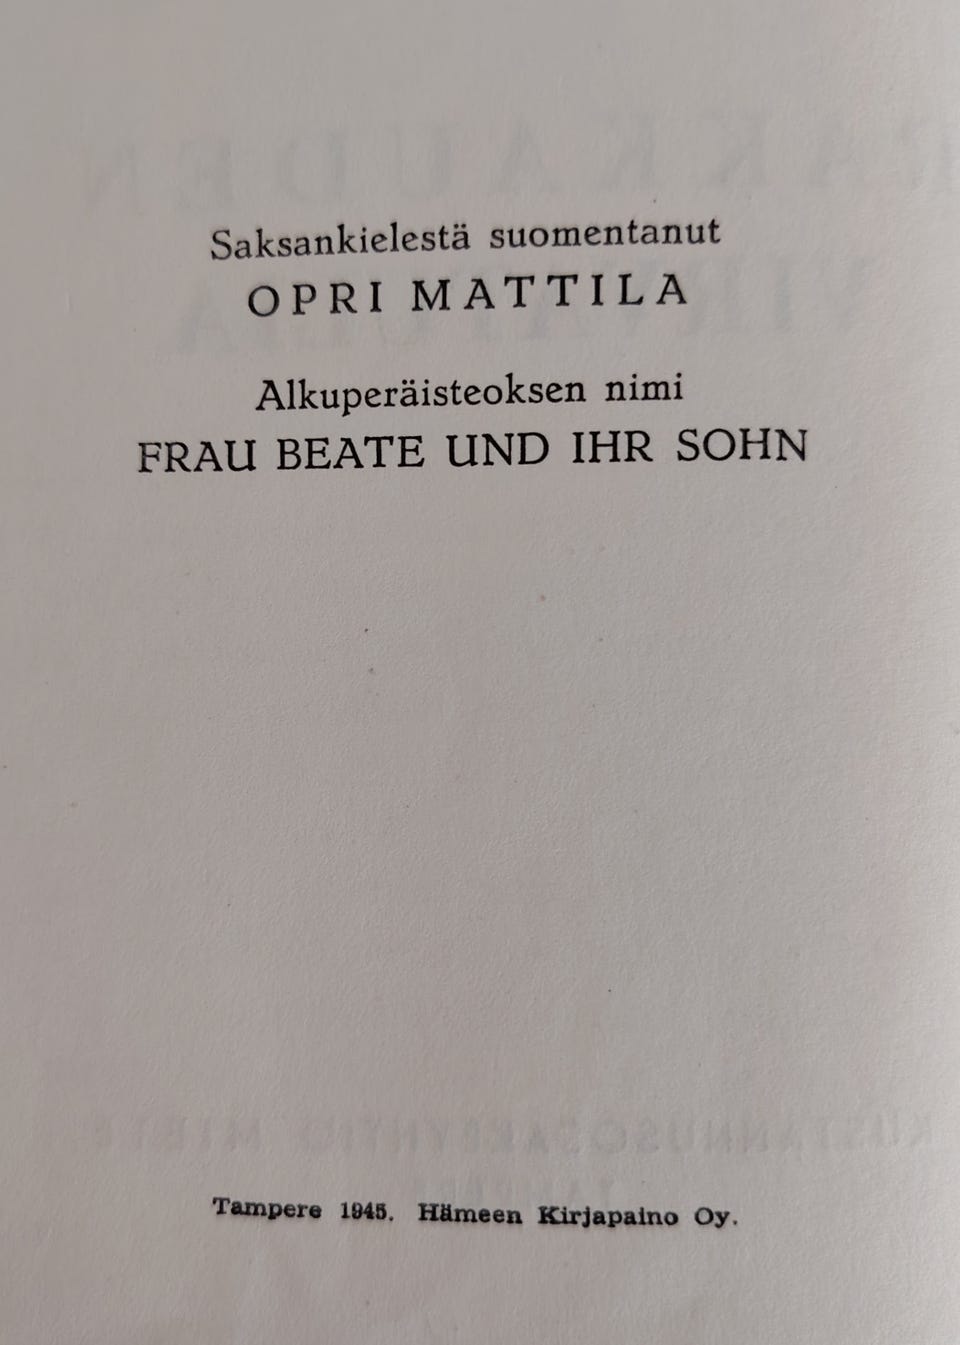 Saksankielestä suomentanut
OPRI MATTILA
Alkuperäisteoksen nimi
FRAU BEATE UND IHR SOHN
Tampere 1945. Hämeen Kirjapaino Oy.